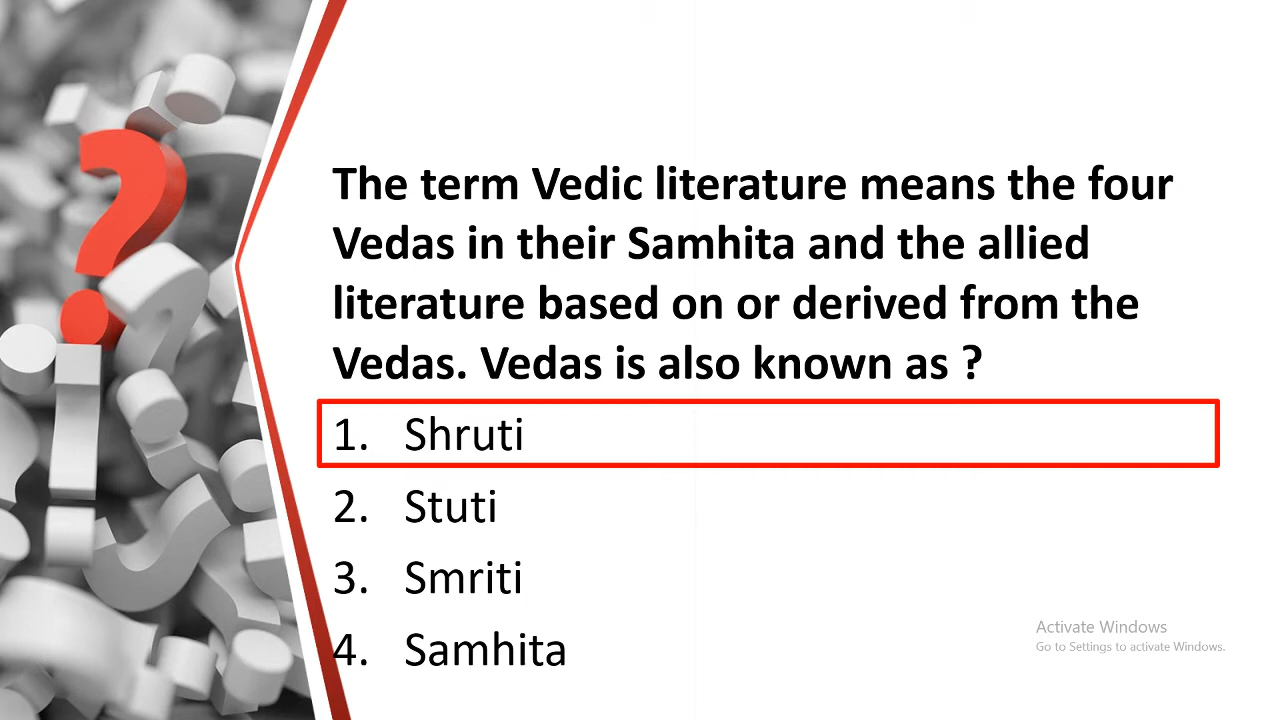 The term Vedic literature means the four
Vedas in their Samhita and the allied
literature based on or derived from the
Vedas. Vedas is also known as ?
1. Shruti
2. Stuti
3. Smriti
4. Samhita
Activate Windows
Go to Settings to activate Windows.